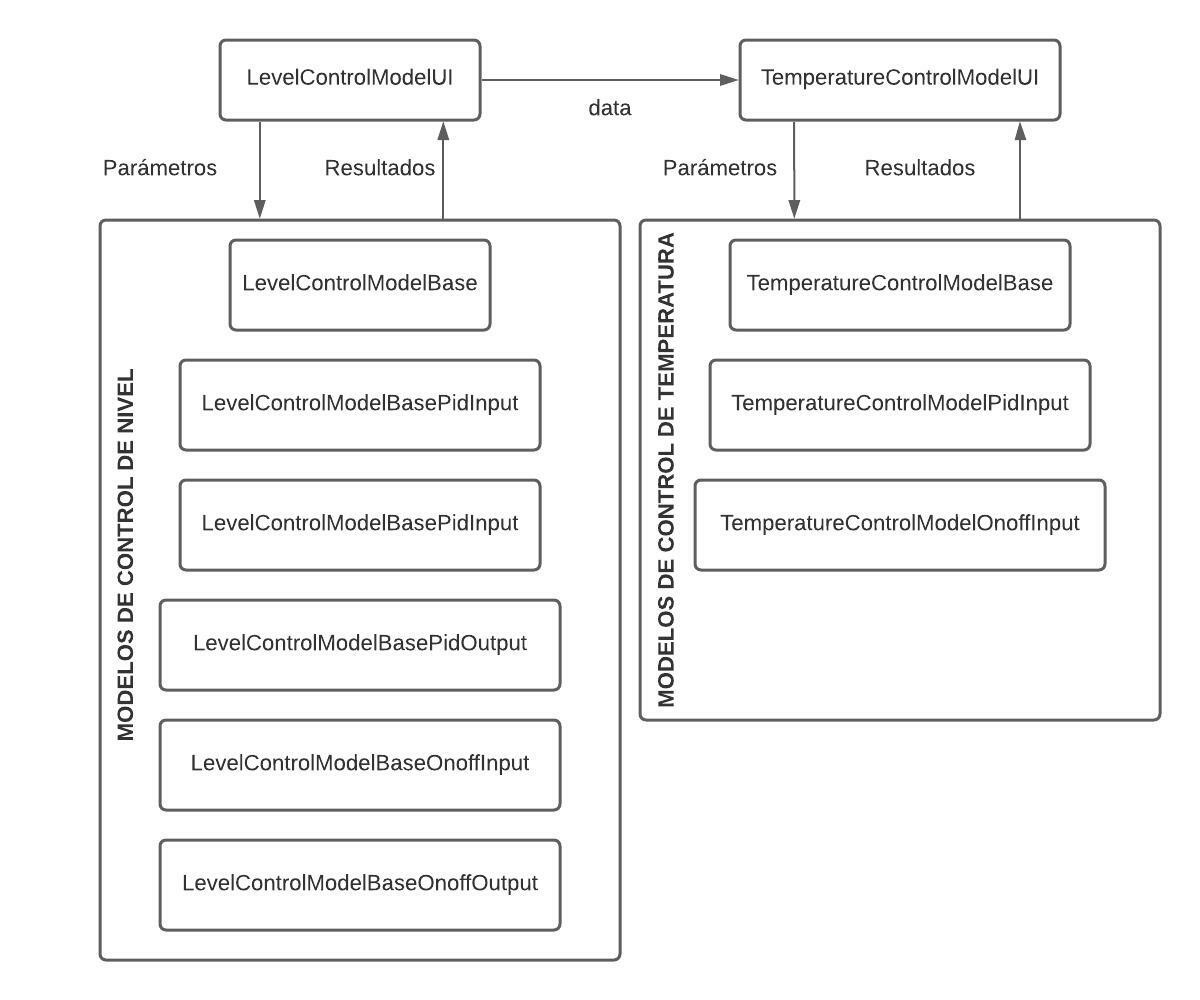 LevelControlModelUI
TemperatureControlModelUI
data
Parámetros
Resultados
Parámetros
Resultados
MODELOS DE CONTROL DE NIVEL
LevelControlModelBase
LevelControlModelBasePidInput
LevelControlModelBasePidInput
LevelControlModelBasePidOutput
LevelControlModelBaseOnoffInput
LevelControlModelBaseOnoffOutput
MODELOS DE CONTROL DE TEMPERATURA
TemperatureControlModelBase
TemperatureControlModelPidInput
TemperatureControlModelOnoffInput